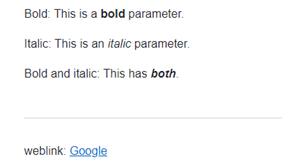 Bold: This is a bold parameter.
Italic: This is an italic parameter.
Bold and italic: This has both.
weblink: Google